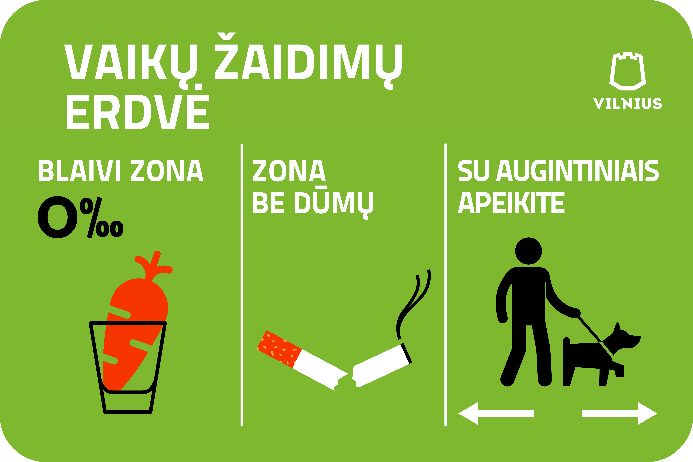 VAIKŲ ŽAIDIMŲ
ERDVĖ
VILNIUS
BLAIVI ZONA
0‰
ZONA
BE DŪMŲ
SU AUGINTINIAIS
APEIKITE